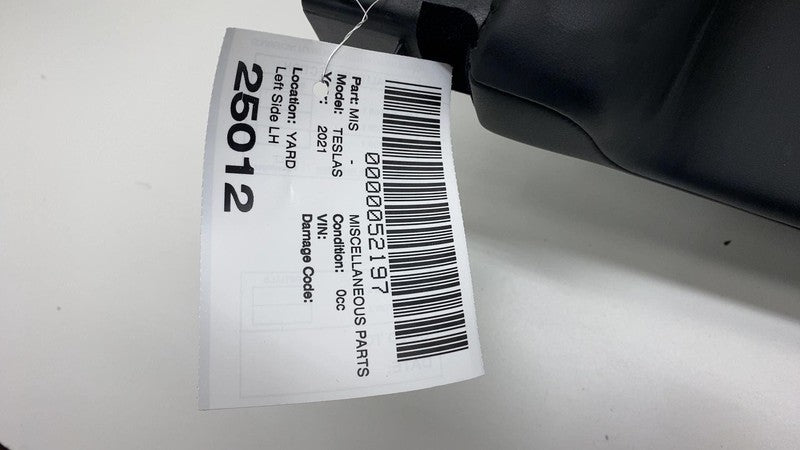 0000052197
Part: MIS - MISCELLANEOUS PARTS
Model: TESLAS Condition: 0cc
Year: 2021 VIN:
Damage Code:
Location: YARD
Left Side LH
25012